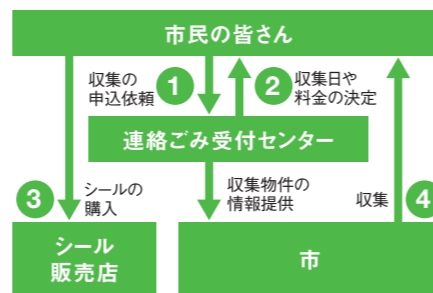 市民の皆さん
収集の
申込依頼
1
2
収集日や
料金の決定
連絡ごみ受付センター
3
シールの
購入
収集物件の
情報提供
収集
4
シール
販売店
市